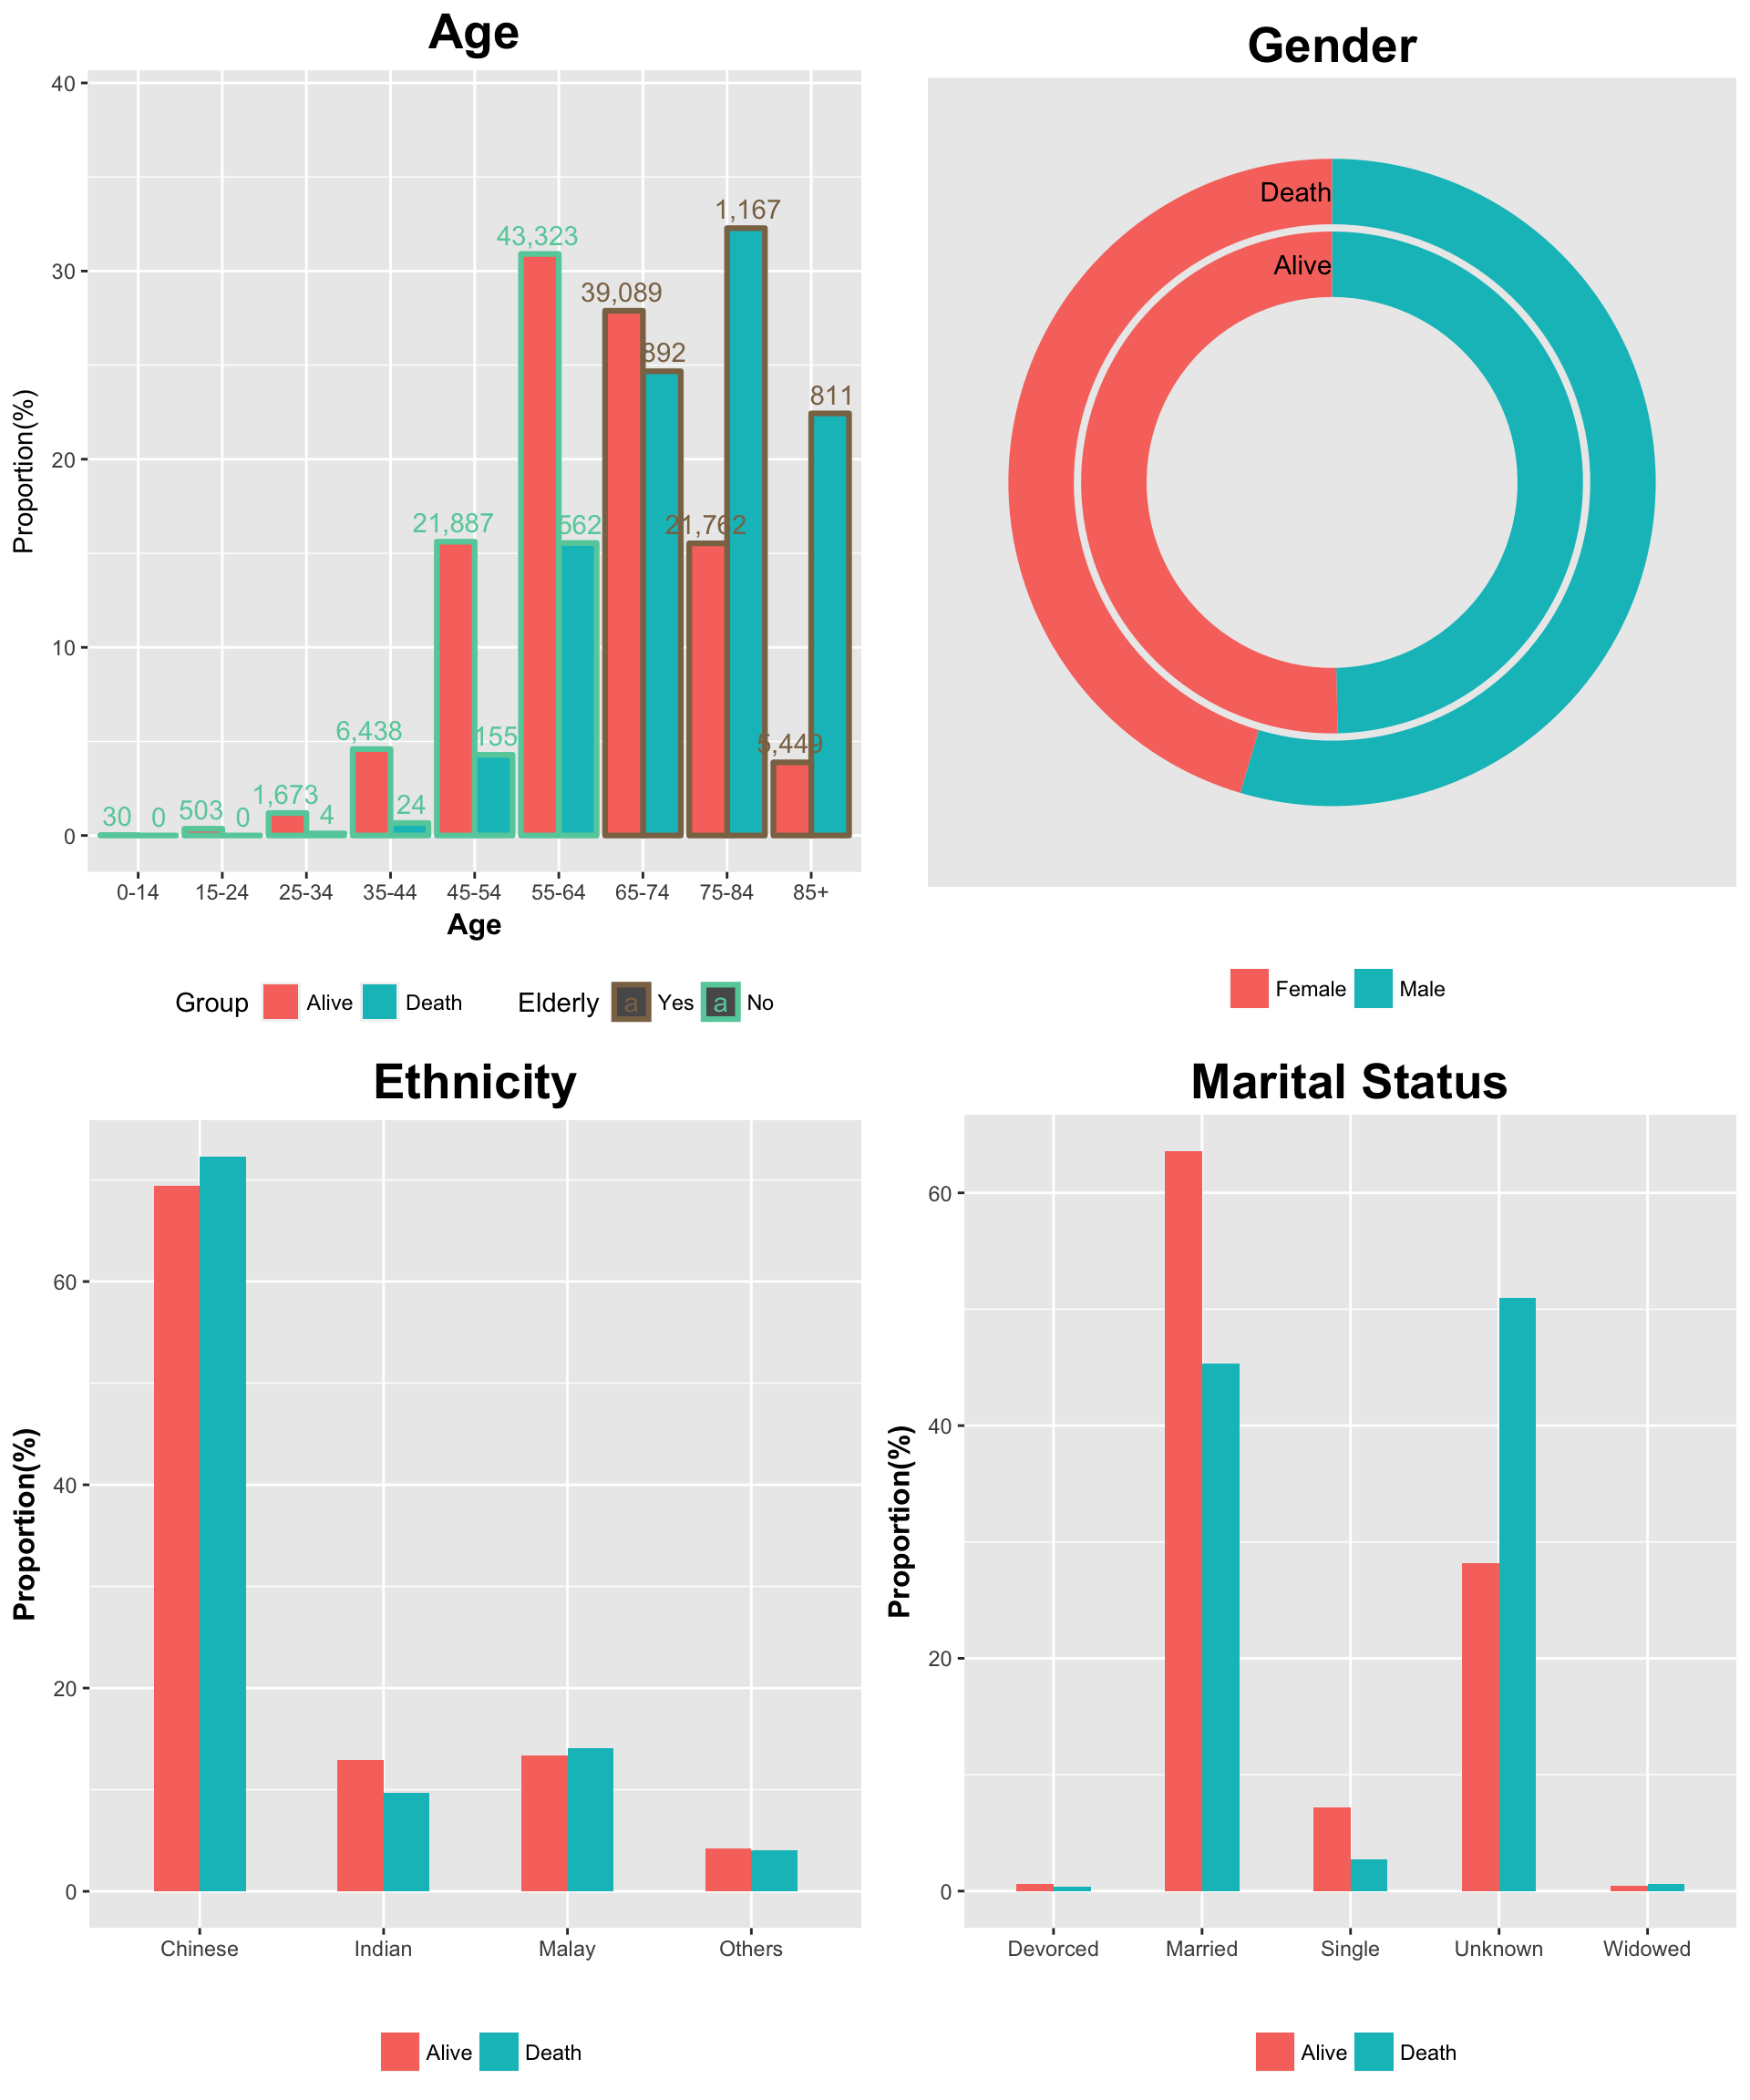 Age
40
30
20
10
0
Proportion(%)
30
0
503
0
1,673
4
6,438
24
21,887
155
43,323
562
39,089
892
21,762
1,167
5,449
811
0-14 15-24 25-34 35-44 45-54 55-64 65-74 75-84 85+
Age
Group Alive Death Elderly a Yes a No
Gender
Death
Alive
Female Male
Ethnicity
60
40
20
0
Proportion(%)
Chinese Indian Malay Others
Alive Death
Marital Status
60
40
20
0
Proportion(%)
Devorced Married Single Unknown Widowed
Alive Death